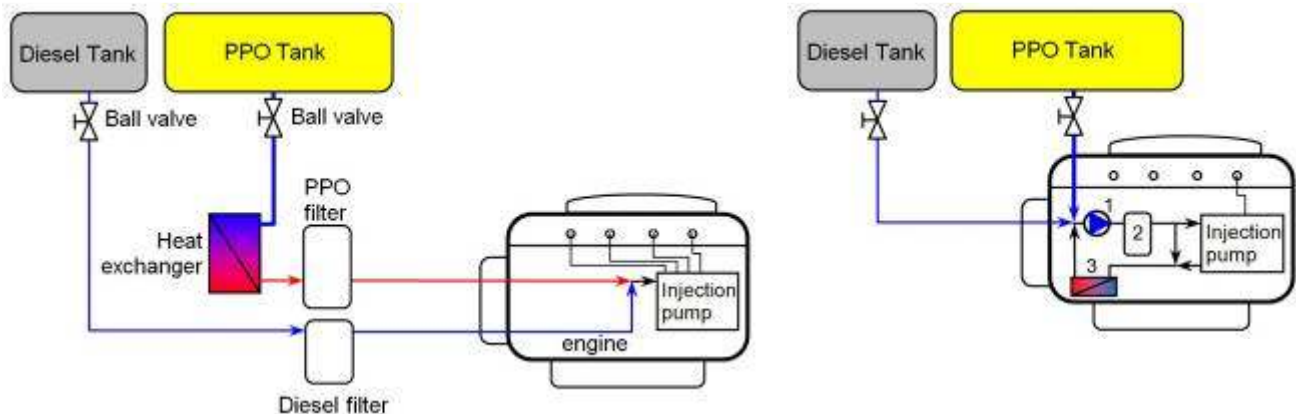 Diesel Tank
PPO Tank
Ball valve
Ball valve
PPO
filter
Heat
exchanger
Injection
pump
engine
Diesel filter
Diesel Tank
PPO Tank
1
2
Injection
pump
3